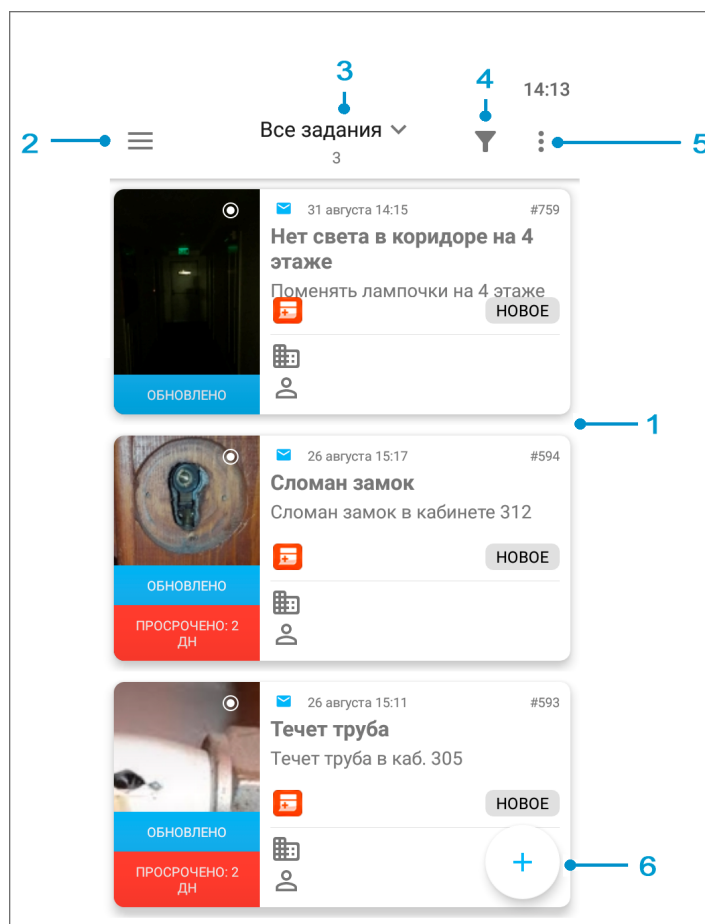 3
4
14:13
2
Все задания
5
3
31 августа 14:15
#759
Нет света в коридоре на 4
этаже
Поменять лампочки на 4 этаже
НОВОЕ
ОБНОВЛЕНО
1
26 августа 15:17
#594
Сломан замок
Сломан замок в кабинете 312
НОВОЕ
ОБНОВЛЕНО
ПРОСРОЧЕНО: 2
ДН
26 августа 15:11
#593
Течет труба
Течет труба в каб. 305
НОВОЕ
ОБНОВЛЕНО
ПРОСРОЧЕНО: 2
ДН
+
6